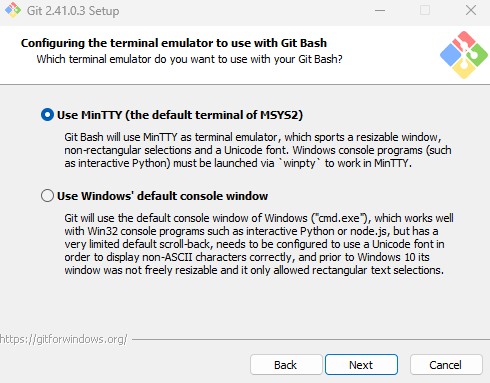 Git 2.41.0.3 Setup
Configuring the terminal emulator to use with Git Bash
Which terminal emulator do you want to use with your Git Bash?
Use MinTTY (the default terminal of MSYS2)
Git Bash will use MinTTY as terminal emulator, which sports a resizable window,
non-rectangular selections and a Unicode font. Windows console programs (such
as interactive Python) must be launched via `winpty` to work in MinTTY.
Use Windows' default console window
Git will use the default console window of Windows ("cmd.exe"), which works well
with Win32 console programs such as interactive Python or node.js, but has a
very limited default scroll-back, needs to be configured to use a Unicode font in
order to display non-ASCII characters correctly, and prior to Windows 10 its
window was not freely resizable and it only allowed rectangular text selections.
https://gitforwindows.org/
Back Next Cancel